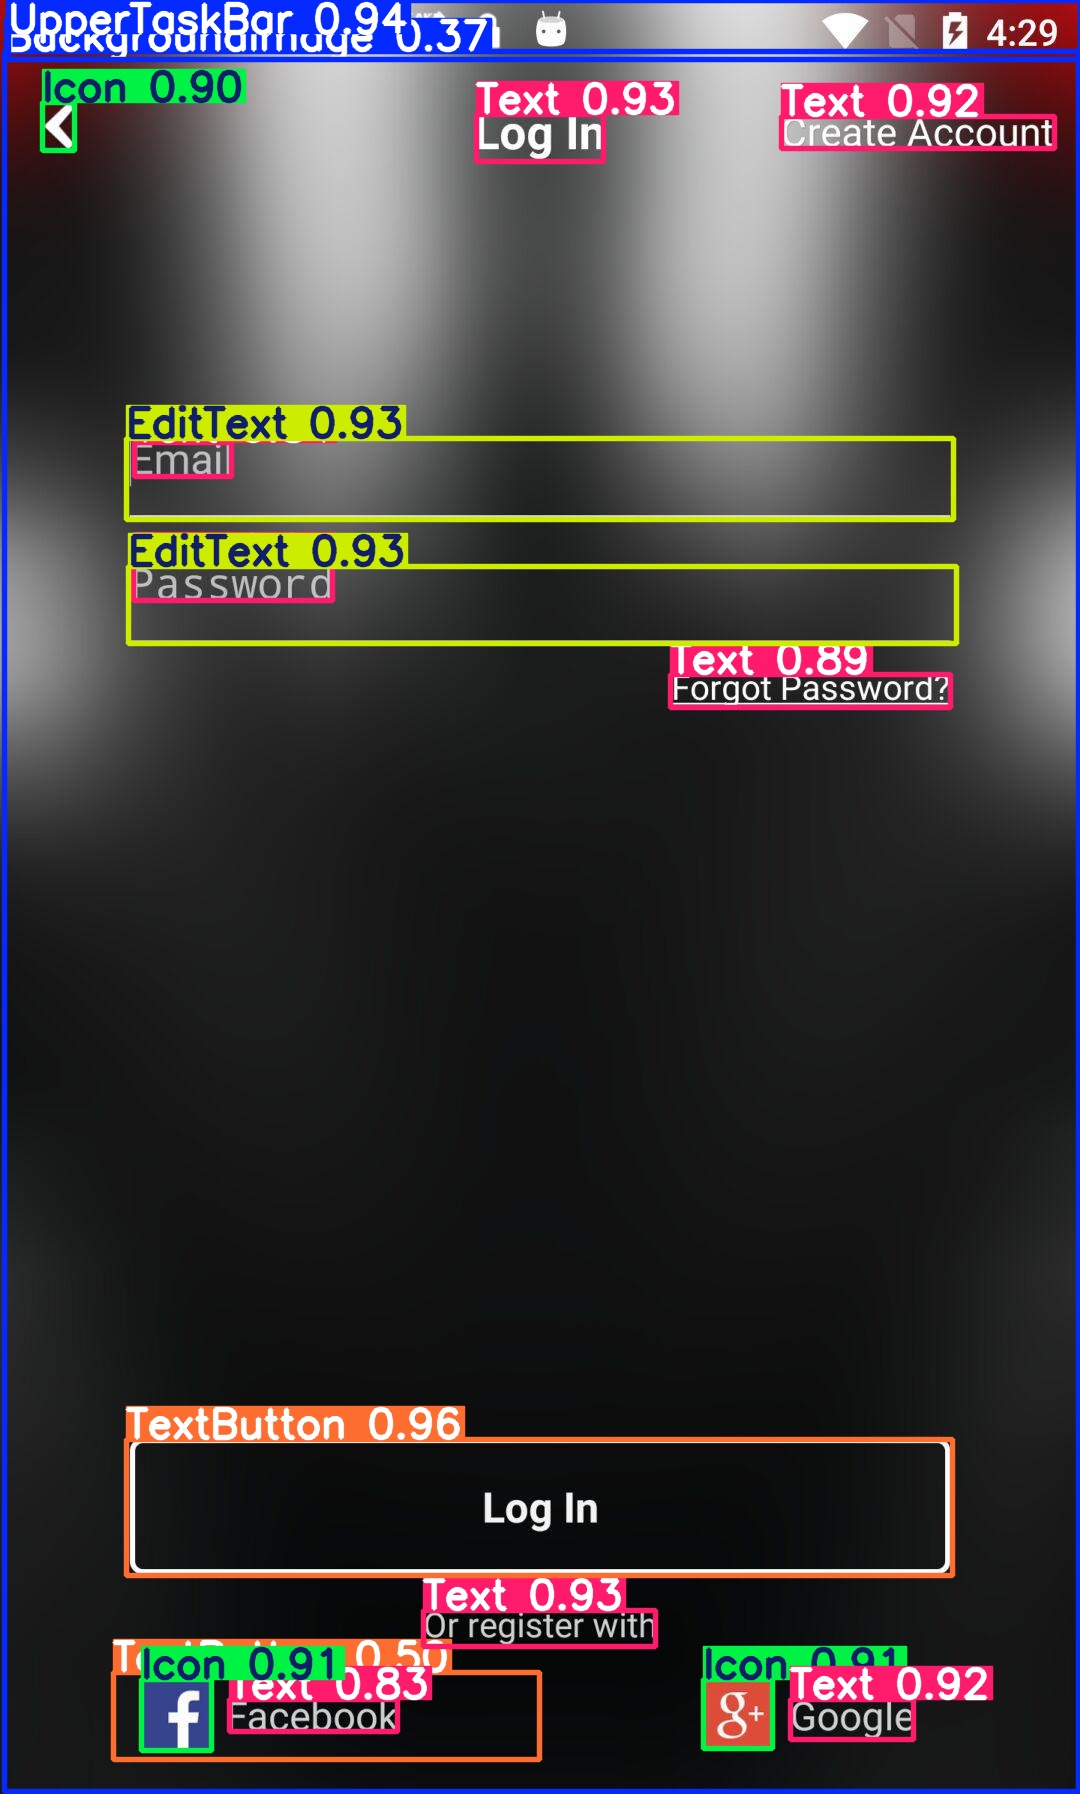 UpperTaskBar 0.94
BackgroundImage 0.37
4:29
Icon 0.90
Text 0.93
Text 0.92
Log In
Create Account
EditText 0.93
Email
EditText 0.93
Password
Text 0.89
Forgot Password?
TextButton 0.96
Log In
Text 0.93
Or register with
0.50
Icon 0.91
Text 0.83
Facebook
Icon 0.91
Text 0.92
g+
Google